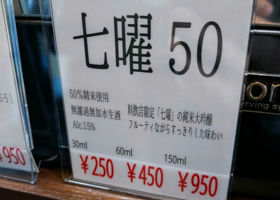 七曜 50
50%精米使用
無濾過無加水生酒
Alc.15%
料飲店限定「七曜」の純米大吟醸
フルーティながらすっきりした味わい
30ml 60ml 150ml
¥250 ¥450 ¥950
950